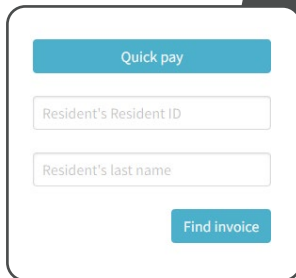 Quick pay
Resident's Resident ID
Resident's last name
Find invoice